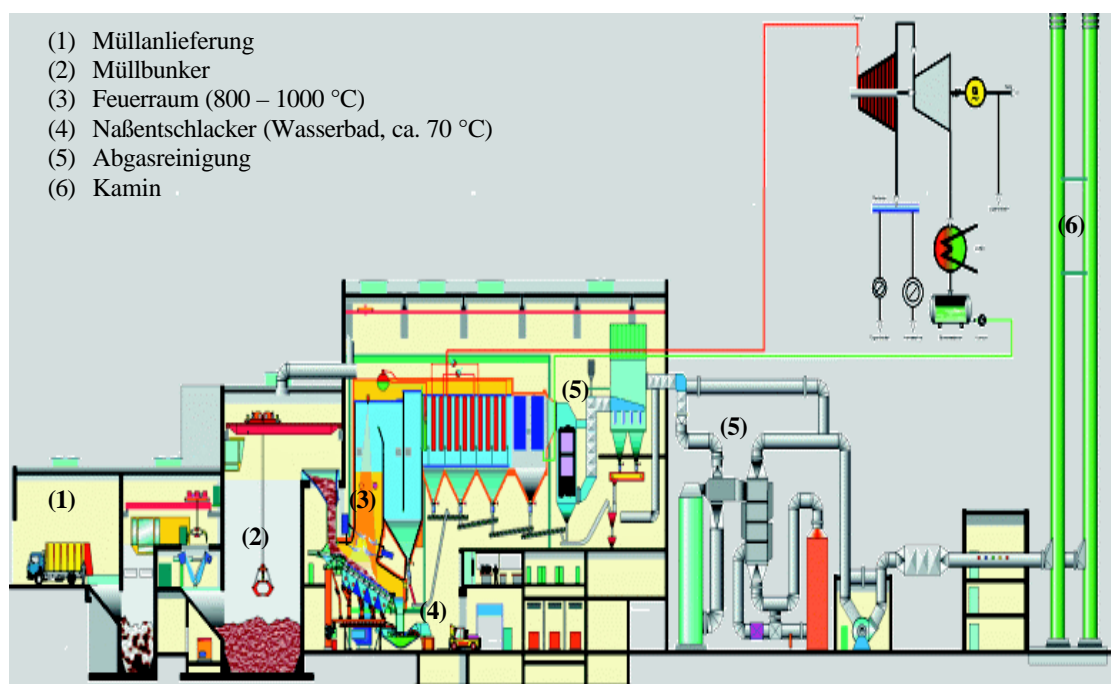 (1) Müllanlieferung
(2) Müllbunker
(3) Feuerraum (800 – 1000 °C)
(4) Naßentschlacker (Wasserbad, ca. 70 °C)
(5) Abgasreinigung
(6) Kamin
(6)
(5)
(5)
(1)
(3)
(2)
(4)